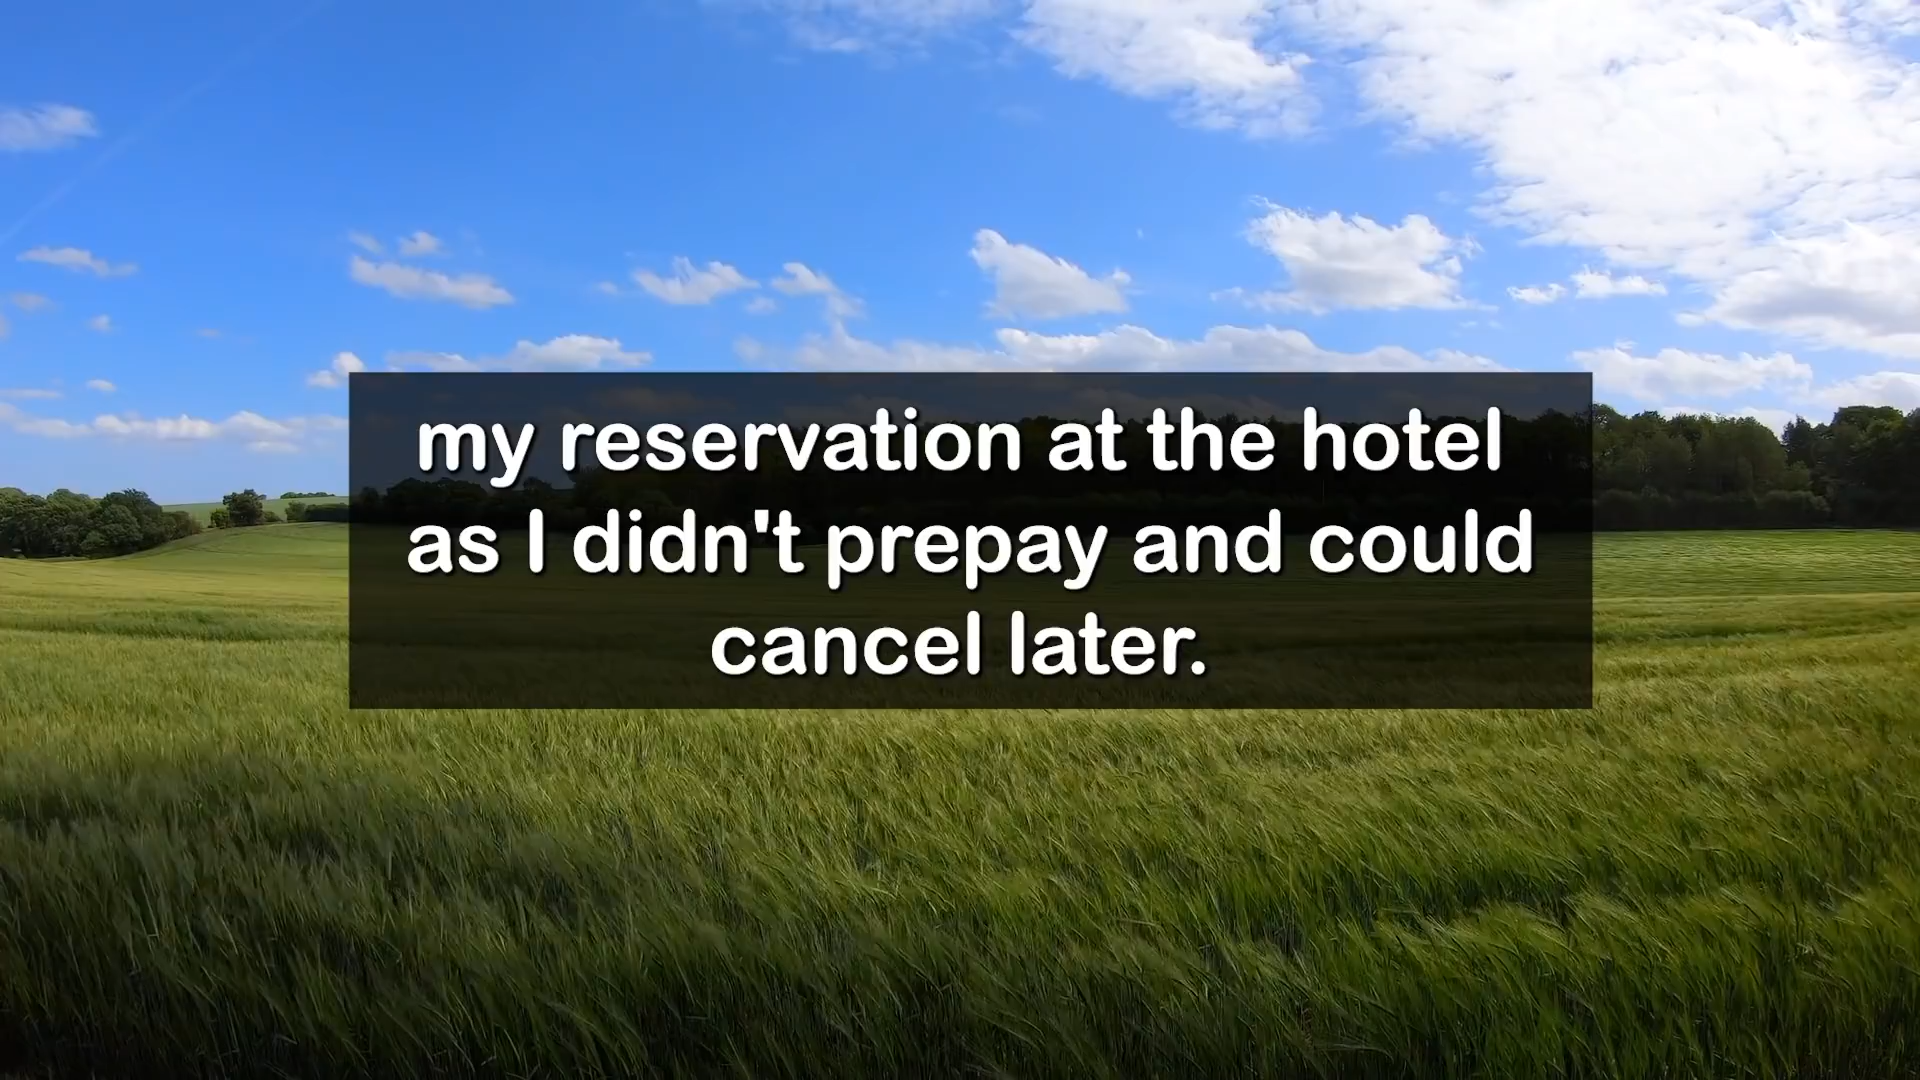 my reservation at the hotel
as I didn't prepay and could
cancel later.